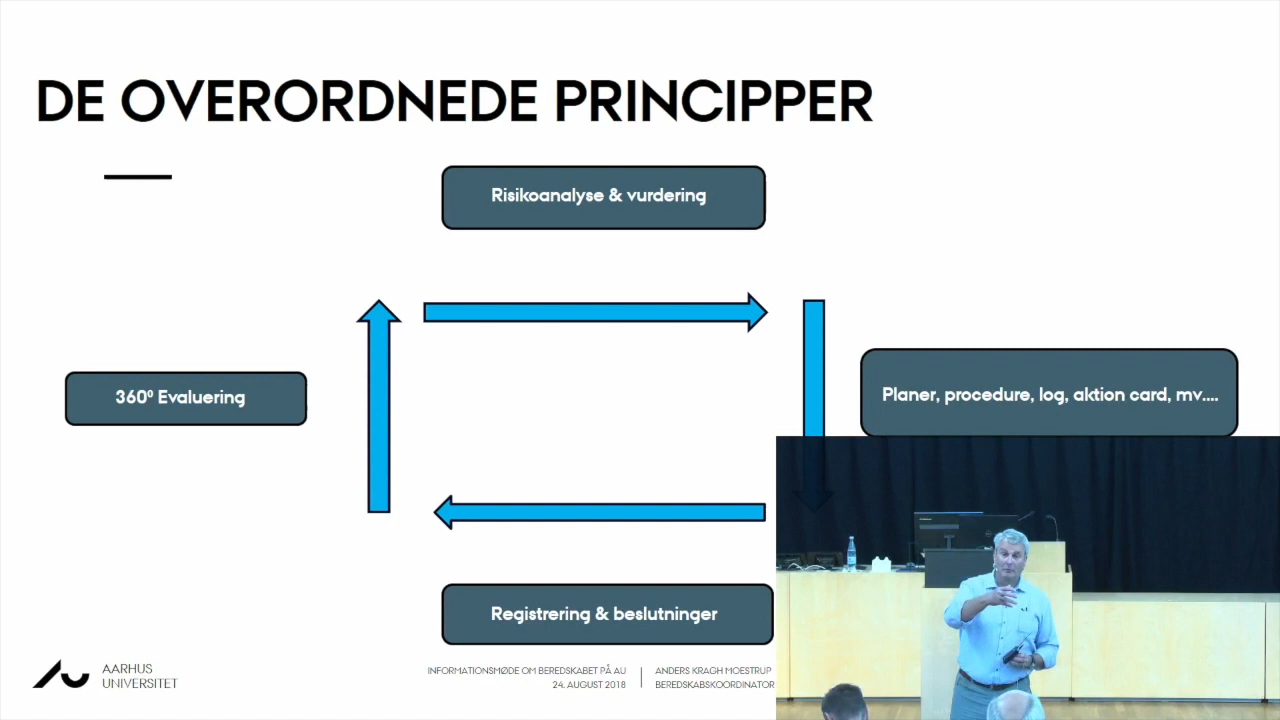 DE OVERORDNEDE PRINCIPPER
Risikoanalyse & vurdering
360⁰ Evaluering
Planer, procedure, log, aktion card, mv....
Registrering & beslutninger
AARHUS
UNIVERSITET
INFORMATIONSMØDE OM BEREDSKABET PÅ AU
24. AUGUST 2018
ANDERS KRAGH MOESTRUP
BEREDSKABSKOORDINATOR